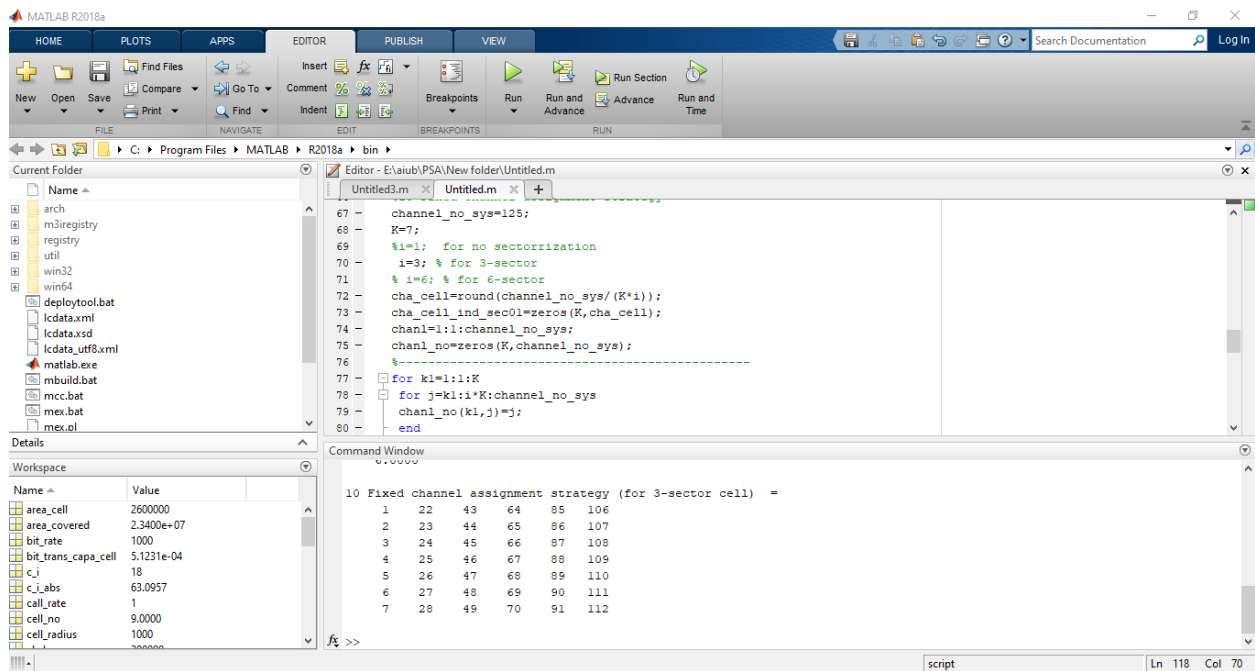 MATLAB R2018a
HOME PLOTS APPS EDITOR PUBLISH VIEW Search Documentation Log In
New Open Save Find Files Compare Print Go To Find Insert fx Comment Indent Breakpoints Run Run and Advance Run Section Advance Run and Time
FILE NAVIGATE EDIT BREAKPOINTS RUN
C: Program Files MATLAB R2018a bin
Current Folder
Name
arch
m3iregistry
registry
util
win32
win64
deploytool.bat
lcdata.xml
lcdata.xsd
lcdata_utf8.xml
matlab.exe
mbuild.bat
mcc.bat
mex.bat
mex.pl
Details
Workspace
Name Value
area_cell 2600000
area_covered 2.3400e+07
bit_rate 1000
bit_trans_capa_cell 5.1231e-04
c_i 18
c_i_abs 63.0957
call_rate 1
cell_no 9.0000
cell_radius 1000
Editor - E:\aiub\PSA\New folder\Untitled.m
Untitled3.m Untitled.m +
67 - channel_no_sys=125;
68 - K=7;
69 %i=1; for no sectorrization
70 - i=3; % for 3-sector
71 % i=6; % for 6-sector
72 - cha_cell=round(channel_no_sys/(K*i));
73 - cha_cell_ind_sec01=zeros(K,cha_cell);
74 - chanl=1:1:channel_no_sys;
75 - chanl_no=zeros(K,channel_no_sys);
76 %-----------------------------------------------
77 - for k1=1:1:K
78 - for j=k1:i*K:channel_no_sys
79 - chanl_no(k1,j)=j;
80 - end
Command Window
6.0000
10 Fixed channel assignment strategy (for 3-sector cell) =
1 22 43 64 85 106
2 23 44 65 86 107
3 24 45 66 87 108
4 25 46 67 88 109
5 26 47 68 89 110
6 27 48 69 90 111
7 28 49 70 91 112
fx >>
script Ln 118 Col 70